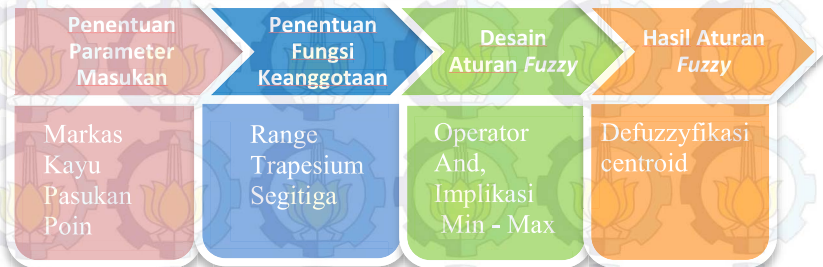 Penentuan
Parameter
Masukan
Penentuan
Fungsi
Keanggotaan
Desain
Aturan Fuzzy
Hasil Aturan
Fuzzy
Markas
Kayu
Pasukan
Poin
Range
Trapesium
Segitiga
Operator
And,
Implikasi
Min - Max
Defuzzyfikasi
centroid